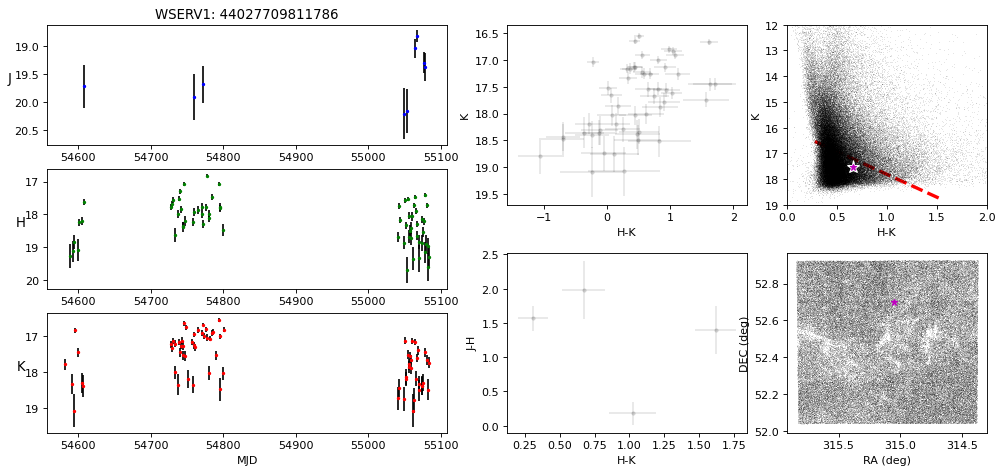 WSERV1: 44027709811786
J
19.0
19.5
20.0
20.5
54600 54700 54800 54900 55000 55100
H
17
18
19
20
54600 54700 54800 54900 55000 55100
K
17
18
19
54600 54700 54800 54900 55000 55100
MJD
K
16.5
17.0
17.5
18.0
18.5
19.0
19.5
−1 0 1 2
H-K
K
12
13
14
15
16
17
18
19
0.0 0.5 1.0 1.5 2.0
H-K
J-H
2.5
2.0
1.5
1.0
0.5
0.0
0.25 0.50 0.75 1.00 1.25 1.50 1.75
H-K
DEC (deg)
52.8
52.6
52.4
52.2
52.0
315.5 315.0 314.5
RA (deg)